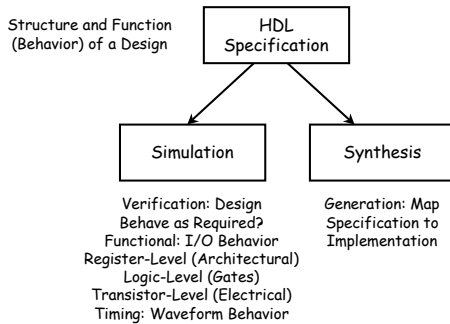 Structure and Function
(Behavior) of a Design
HDL
Specification
Simulation
Synthesis
Verification: Design
Behave as Required?
Functional: I/O Behavior
Register-Level (Architectural)
Logic-Level (Gates)
Transistor-Level (Electrical)
Timing: Waveform Behavior
Generation: Map
Specification to
Implementation